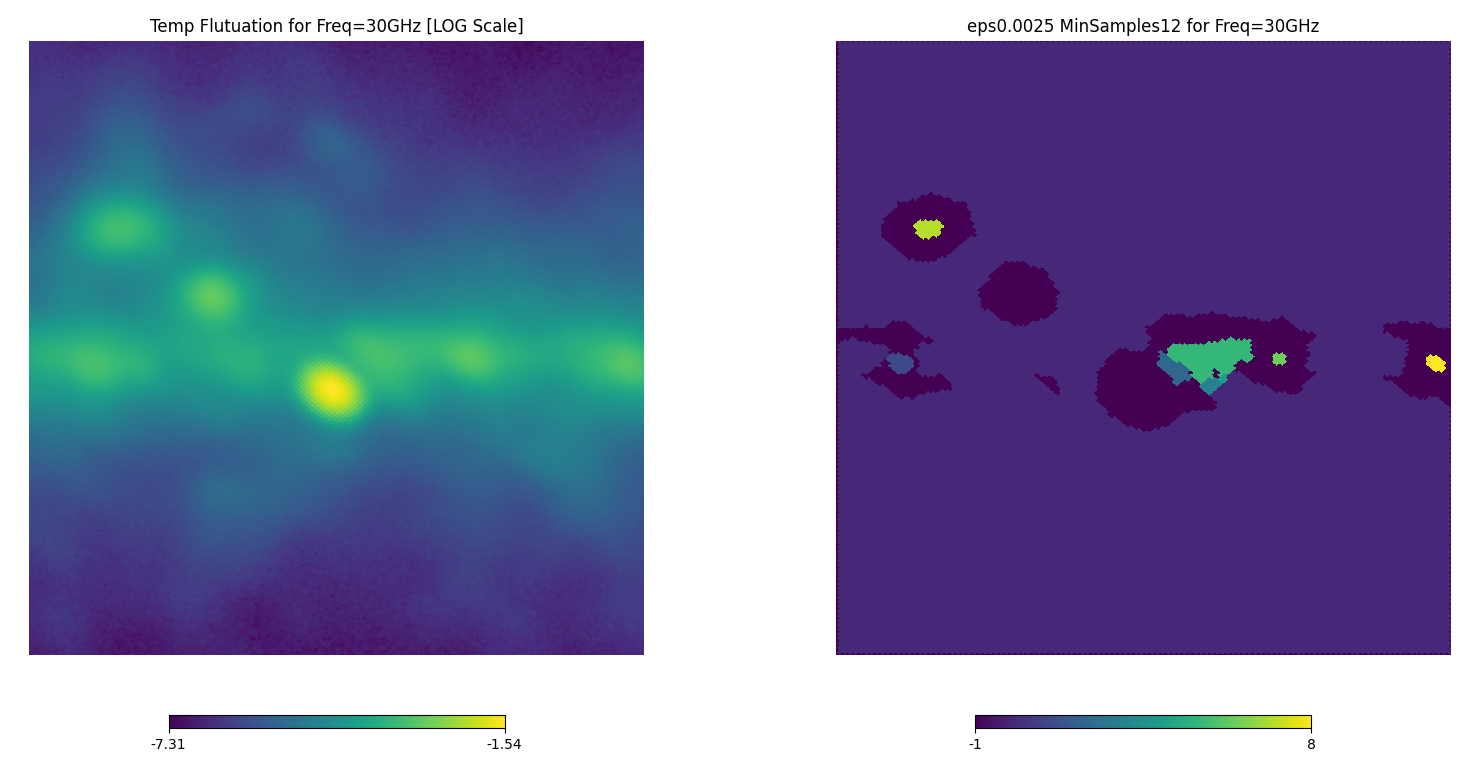 Temp Flutuation for Freq=30GHz [LOG Scale]
eps0.0025 MinSamples12 for Freq=30GHz
-7.31 -1.54
-1 8